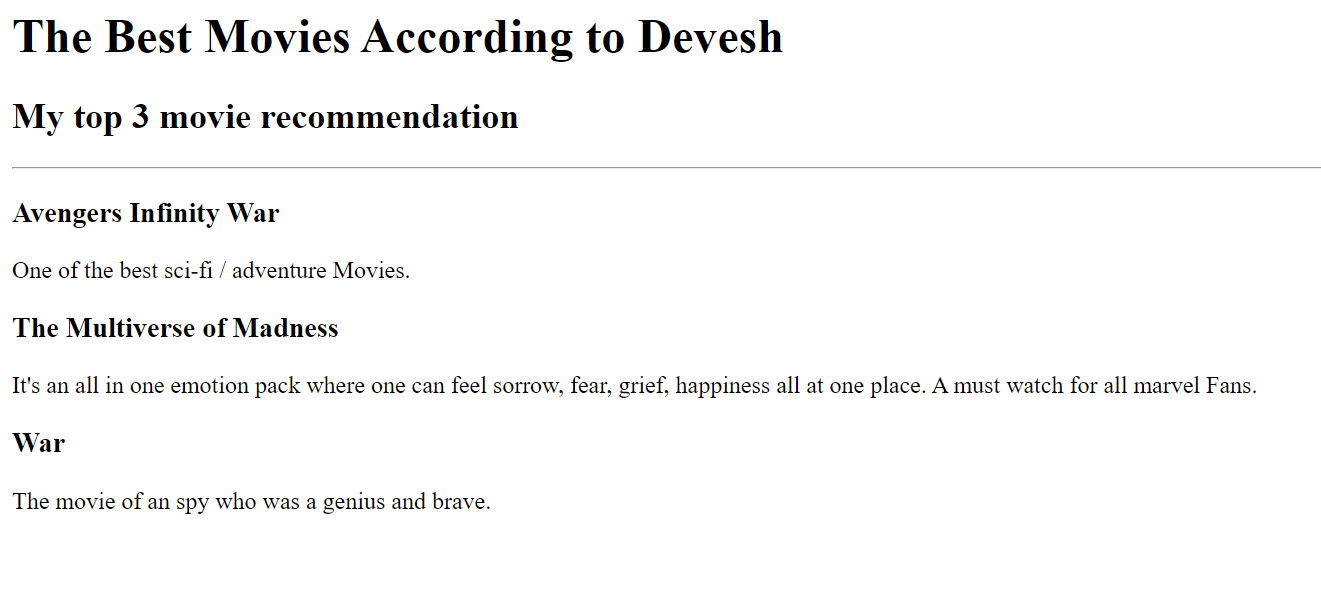 The Best Movies According to Devesh
My top 3 movie recommendation
Avengers Infinity War
One of the best sci-fi / adventure Movies.
The Multiverse of Madness
It's an all in one emotion pack where one can feel sorrow, fear, grief, happiness all at one place. A must watch for all marvel Fans.
War
The movie of an spy who was a genius and brave.